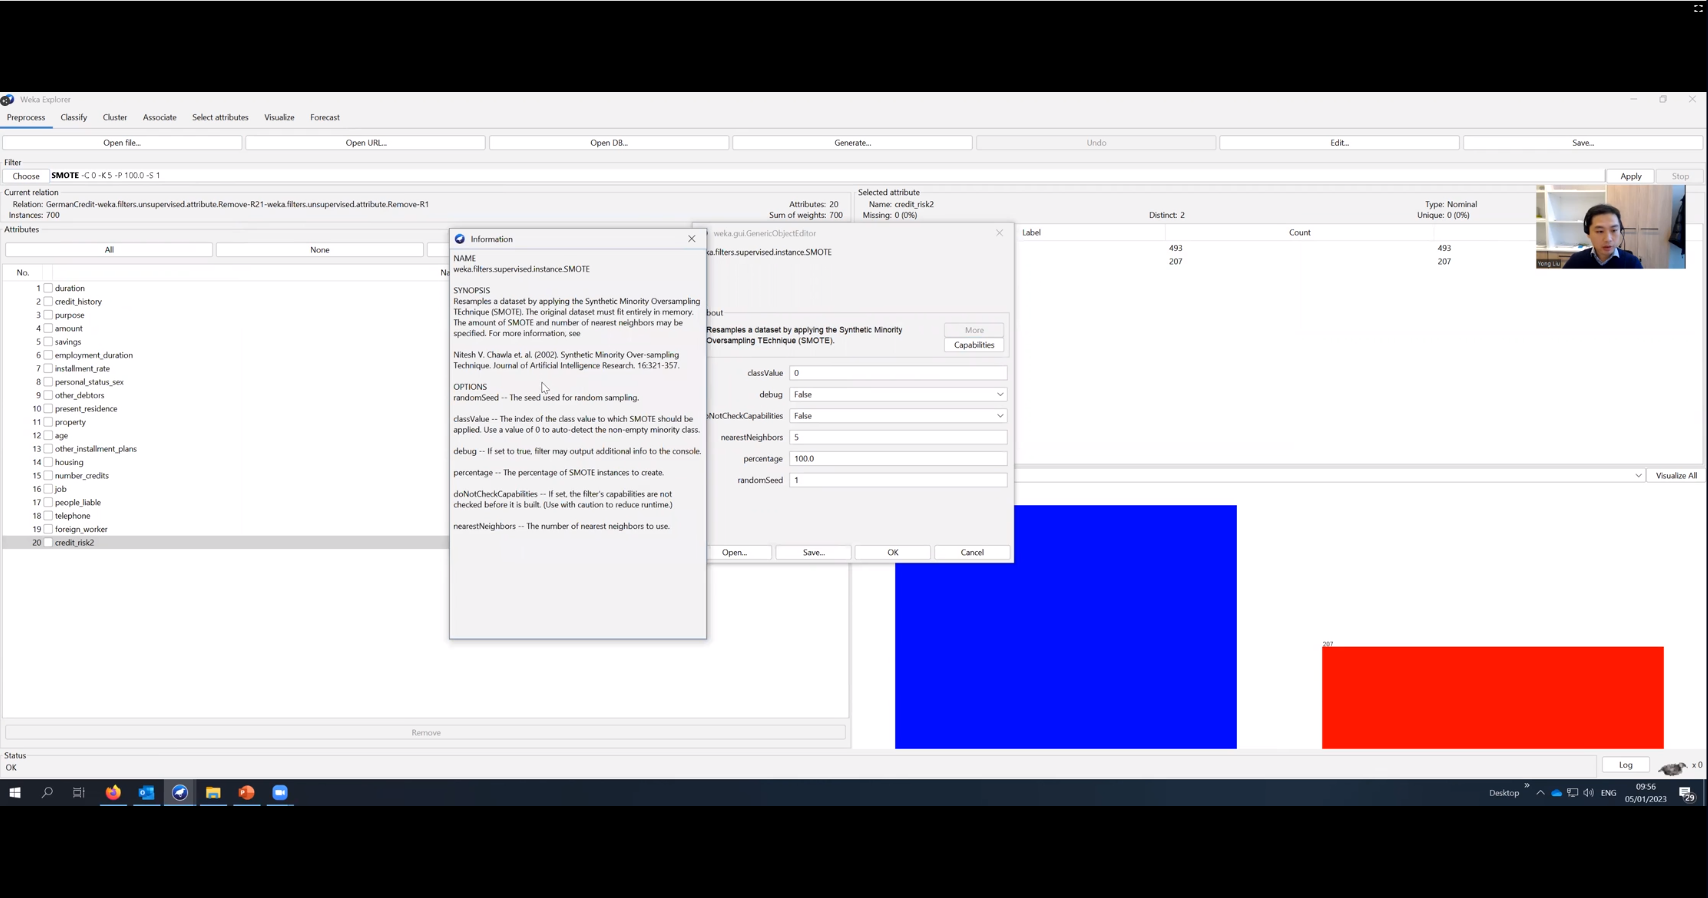 Weka Explorer
Preprocess Classify Cluster Associate Select attributes Visualize Forecast
Open file... Open URL... Open DB... Generate... Undo Edit... Save...
Filter
Choose SMOTE -C 0 -K 5 -P 100.0 -S 1 Apply Stop
Current relation
Relation: GermanCredit-weka.filters.unsupervised.attribute.Remove-R21-weka.filters.unsupervised.attribute.Remove-R1 Attributes: 20
Instances: 700 Sum of weights: 700
Selected attribute
Name: credit_risk2 Type: Nominal
Missing: 0 (0%) Distinct: 2 Unique: 0 (0%)
Attributes
All None
No.
1 duration
2 credit_history
3 purpose
4 amount
5 savings
6 employment_duration
7 installment_rate
8 personal_status_sex
9 other_debtors
10 present_residence
11 property
12 age
13 other_installment_plans
14 housing
15 number_credits
16 job
17 people_liable
18 telephone
19 foreign_worker
20 credit_risk2
Remove
Information
NAME
weka.filters.supervised.instance.SMOTE
SYNOPSIS
Resamples a dataset by applying the Synthetic Minority Oversampling
TEchnique (SMOTE). The original dataset must fit entirely in memory.
The amount of SMOTE and number of nearest neighbors may be
specified. For more information, see
Nitesh V. Chawla et. al. (2002). Synthetic Minority Over-sampling
Technique. Journal of Artificial Intelligence Research. 16:321-357.
OPTIONS
randomSeed -- The seed used for random sampling.
classValue -- The index of the class value to which SMOTE should be
applied. Use a value of 0 to auto-detect the non-empty minority class.
debug -- If set to true, filter may output additional info to the console.
percentage -- The percentage of SMOTE instances to create.
doNotCheckCapabilities -- If set, the filter's capabilities are not
checked before it is built. (Use with caution to reduce runtime.)
nearestNeighbors -- The number of nearest neighbors to use.
weka.gui.GenericObjectEditor
ka.filters.supervised.instance.SMOTE
bout
Resamples a dataset by applying the Synthetic Minority
Oversampling TEchnique (SMOTE).
More
Capabilities
classValue 0
debug False
oNotCheckCapabilities False
nearestNeighbors 5
percentage 100.0
randomSeed 1
Open... Save... OK Cancel
Label Count
493 493
207 207
Visualize All
207
Yong Liu
Status
OK
Log x 0
Desktop ENG 09:56
05/01/2023
29